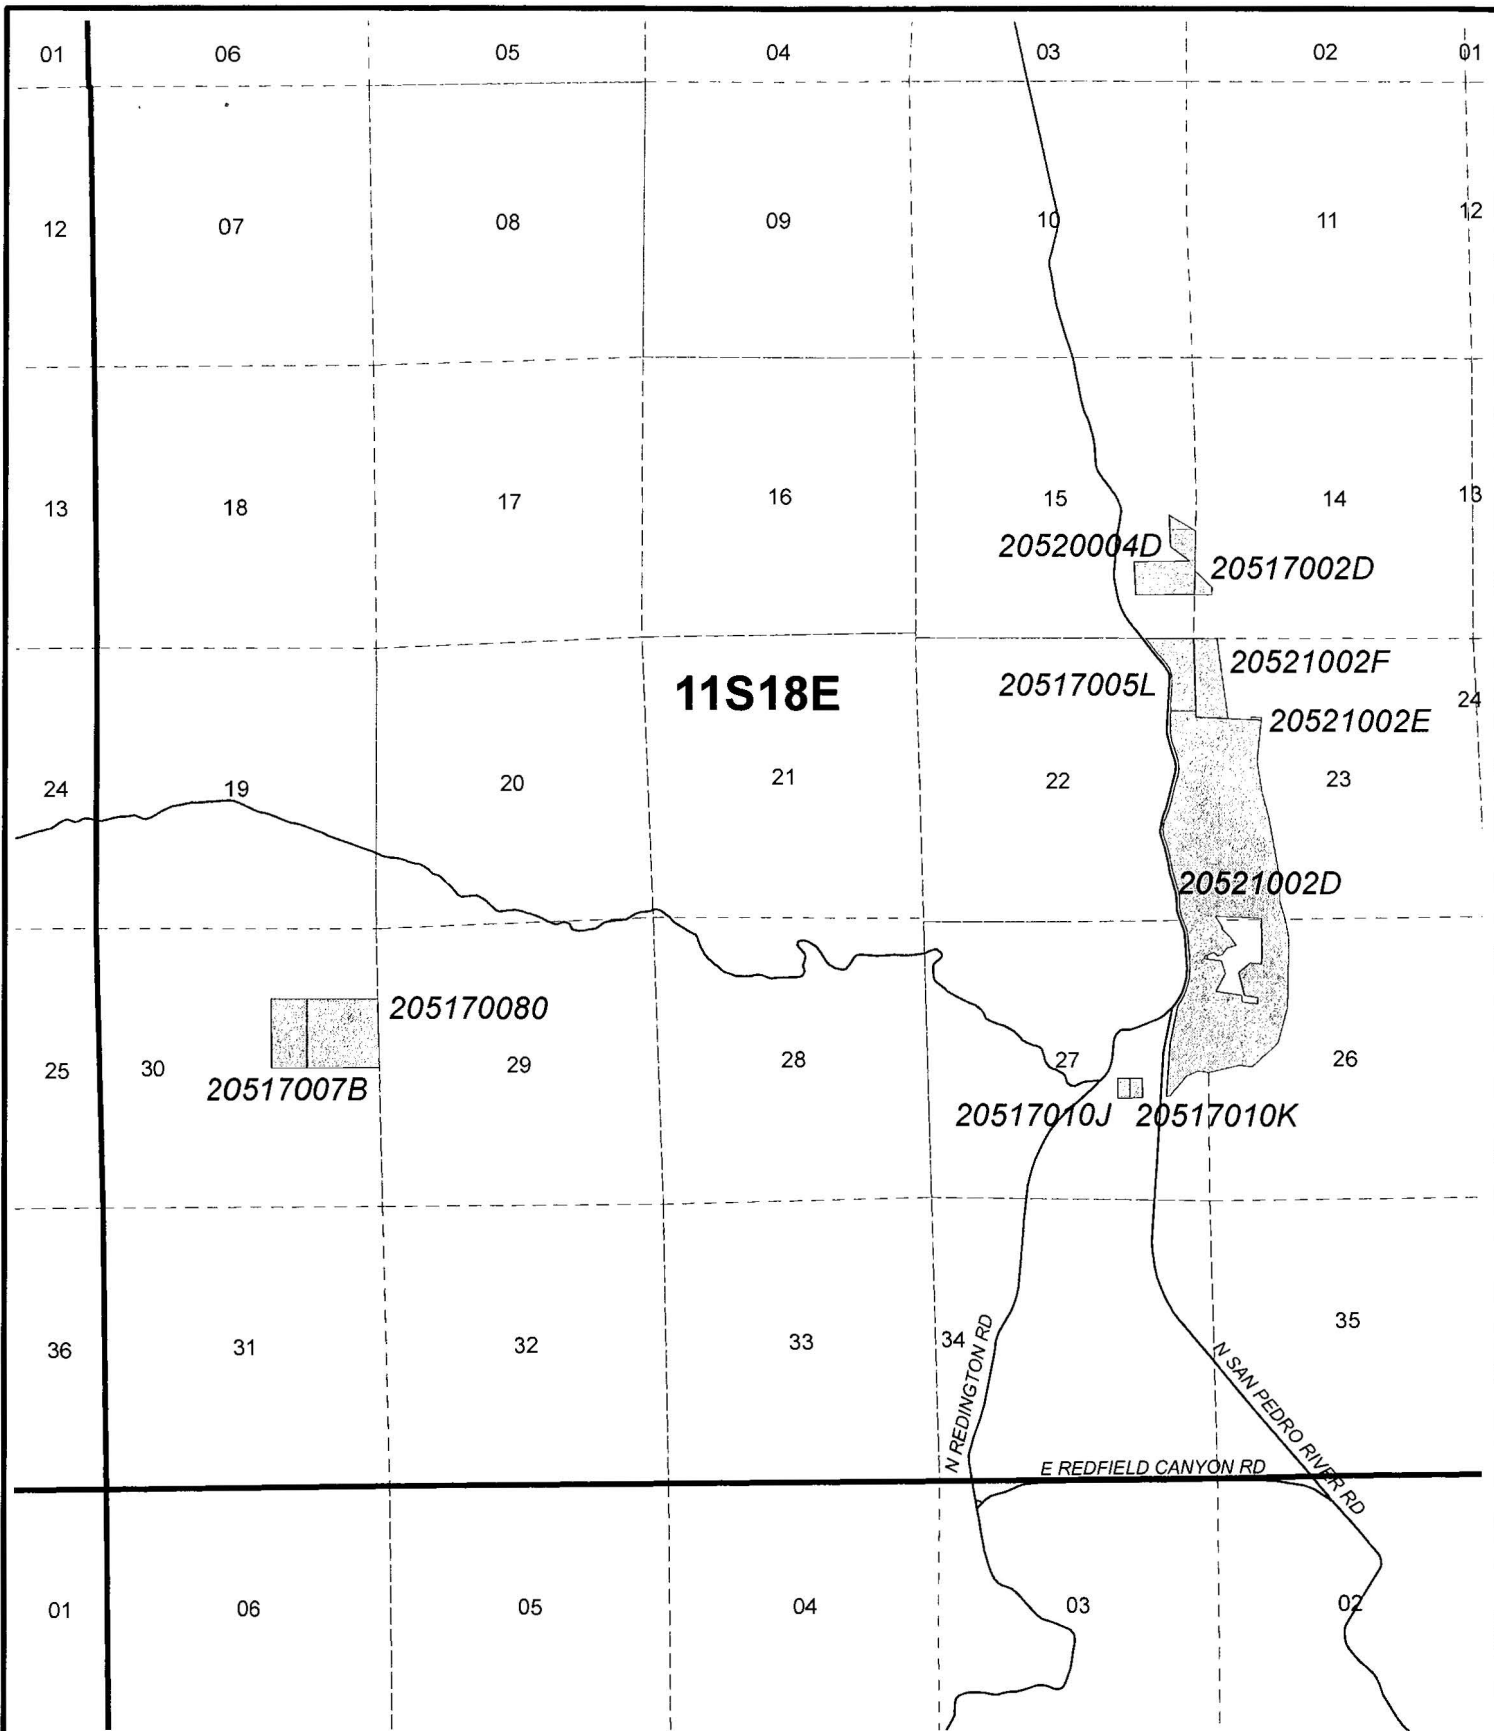 01 06 05 04 03 02 01
12 07 08 09 10 11 12
13 18 17 16 15 14 13
20520004D 20517002D
20521002F
11S18E 20517005L 24
20521002E
24 19 20 21 22 23
20521002D
205170080
25 30 29 28 27 26
20517007B 20517010J 20517010K
36 31 32 33 34 35
N REDINGTON RD
N SAN PEDRO RIVER RD
E REDFIELD CANYON RD
01 06 05 04 03 02